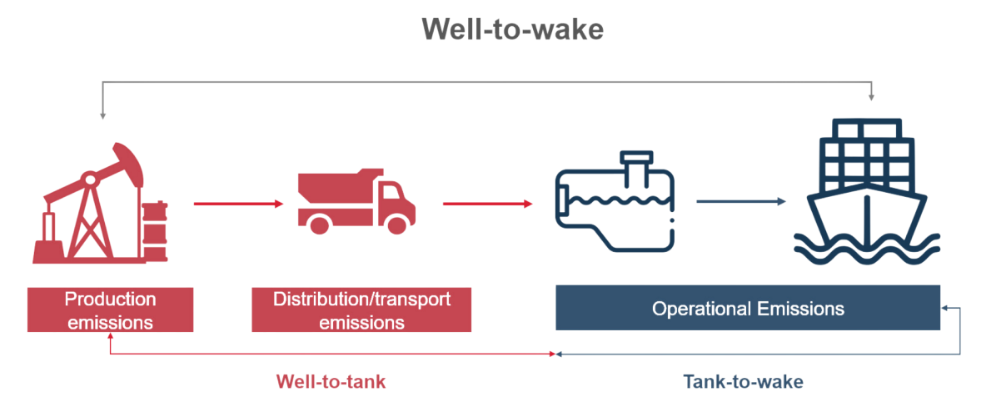 Well-to-wake
Production
emissions
Distribution/transport
emissions
Operational Emissions
Well-to-tank
Tank-to-wake